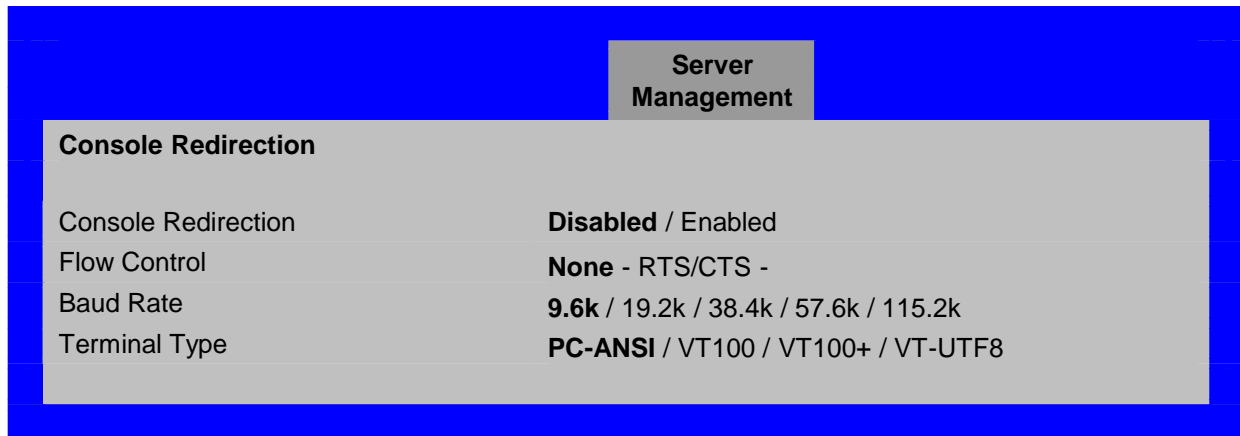 Server
Management
Console Redirection
Console Redirection Disabled / Enabled
Flow Control None - RTS/CTS -
Baud Rate 9.6k / 19.2k / 38.4k / 57.6k / 115.2k
Terminal Type PC-ANSI / VT100 / VT100+ / VT-UTF8